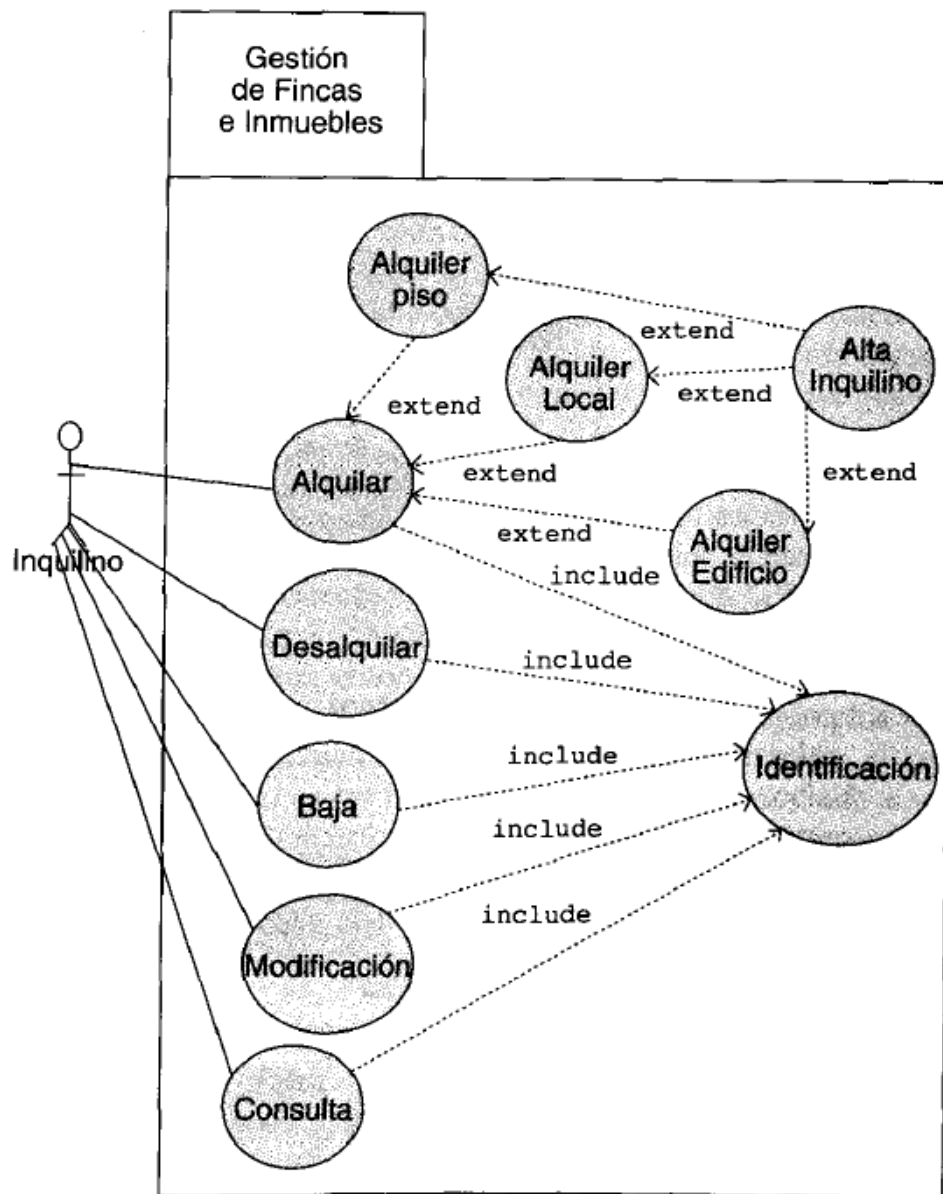 Gestión
de Fincas
e Inmuebles
Alquiler
piso
extend
Alta
Inquilino
Alquiler
Local
extend
extend
extend
Alquilar
extend
Inquilino
extend
Alquiler
Edificio
include
Desalquilar
include
include
Identificación
Baja
include
include
Modificación
Consulta